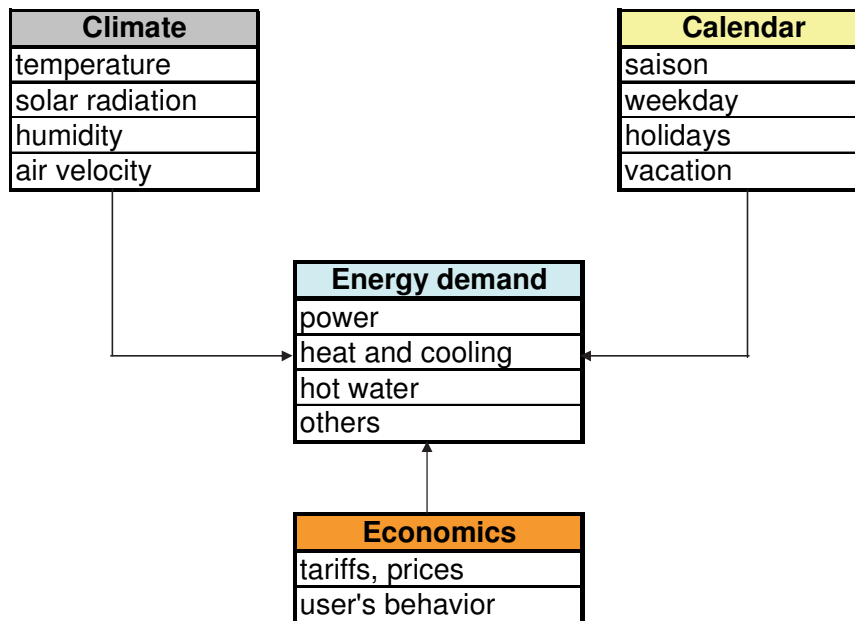 Climate
temperature
solar radiation
humidity
air velocity
Calendar
saison
weekday
holidays
vacation
Energy demand
power
heat and cooling
hot water
others
Economics
tariffs, prices
user's behavior